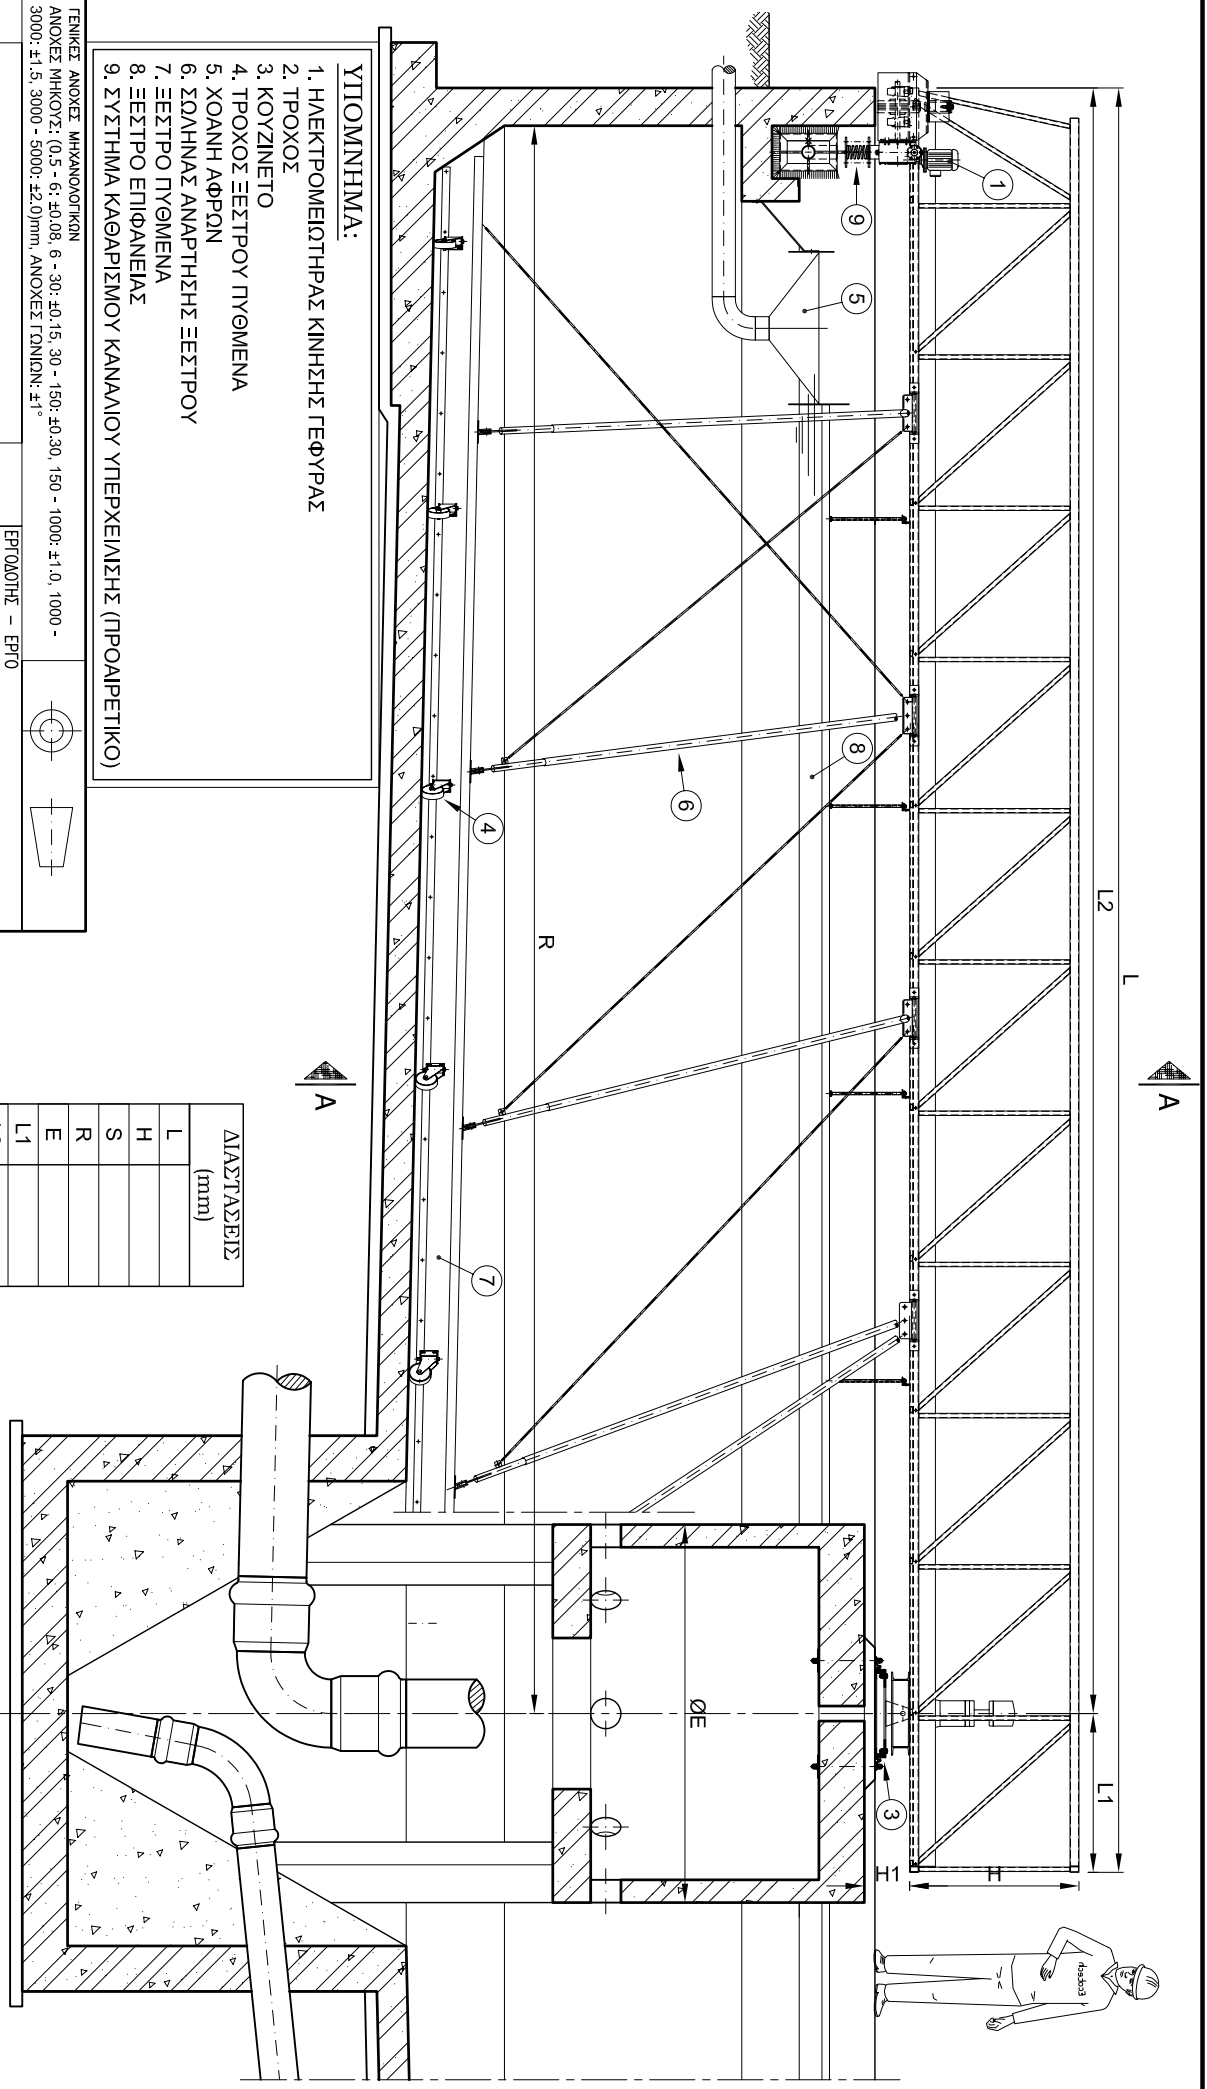 A
L
L2
L1
H
H1
Ecotech
1
9
5
8
6
4
7
3
R
ØE
A
ΥΠΟΜΝΗΜΑ:
1. ΗΛΕΚΤΡΟΜΕΙΩΤΗΡΑΣ ΚΙΝΗΣΗΣ ΓΕΦΥΡΑΣ
2. ΤΡΟΧΟΣ
3. ΚΟΥΖΙΝΕΤΟ
4. ΤΡΟΧΟΣ ΞΕΣΤΡΟΥ ΠΥΘΜΕΝΑ
5. ΧΟΑΝΗ ΑΦΡΩΝ
6. ΣΩΛΗΝΑΣ ΑΝΑΡΤΗΣΗΣ ΞΕΣΤΡΟΥ
7. ΞΕΣΤΡΟ ΠΥΘΜΕΝΑ
8. ΞΕΣΤΡΟ ΕΠΙΦΑΝΕΙΑΣ
9. ΣΥΣΤΗΜΑ ΚΑΘΑΡΙΣΜΟΥ ΚΑΝΑΛΙΟΥ ΥΠΕΡΧΕΙΛΙΣΗΣ (ΠΡΟΑΙΡΕΤΙΚΟ)
ΔΙΑΣΤΑΣΕΙΣ
(mm)
L
H
S
R
E
L1
ΓΕΝΙΚΕΣ ΑΝΟΧΕΣ ΜΗΧΑΝΟΛΟΓΙΚΩΝ
ΑΝΟΧΕΣ ΜΗΚΟΥΣ: (0.5 - 6: ±0.08, 6 - 30: ±0.15, 30 - 150: ±0.30, 150 - 1000: ±1.0, 1000 -
3000: ±1.5, 3000 - 5000: ±2.0)mm, ΑΝΟΧΕΣ ΓΩΝΙΩΝ: ±1°
ΕΡΓΟΔΟΤΗΣ - ΕΡΓΟ